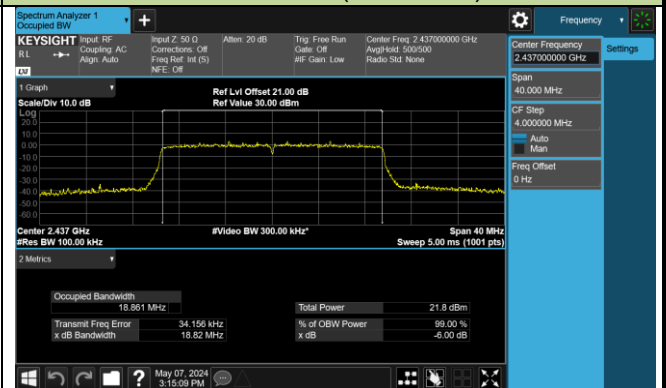 Spectrum Analyzer 1
Occupied BW
Frequency
KEYSIGHT
RL
Input: RF
Coupling: AC
Align: Auto
Input Z: 50 Ω
Corrections: Off
Freq Ref: Int (S)
NFE: Off
Atten: 20 dB
Trig: Free Run
Gate: Off
#IF Gain: Low
Center Freq: 2.437000000 GHz
Avg|Hold: 500/500
Radio Std: None
Center Frequency
2.437000000 GHz
Settings
Span
40.000 MHz
CF Step
4.000000 MHz
Auto
Man
Freq Offset
0 Hz
1 Graph
Scale/Div 10.0 dB
Ref Lvl Offset 21.00 dB
Ref Value 30.00 dBm
Log
20.0
10.0
0.00
-10.0
-20.0
-30.0
-40.0
-50.0
-60.0
Center 2.437 GHz
#Res BW 100.00 kHz
#Video BW 300.00 kHz*
Span 40 MHz
Sweep 5.00 ms (1001 pts)
2 Metrics
Occupied Bandwidth
18.861 MHz
Total Power 21.8 dBm
Transmit Freq Error 34.156 kHz
% of OBW Power 99.00 %
x dB Bandwidth 18.82 MHz
x dB -6.00 dB
May 07, 2024
3:15:09 PM